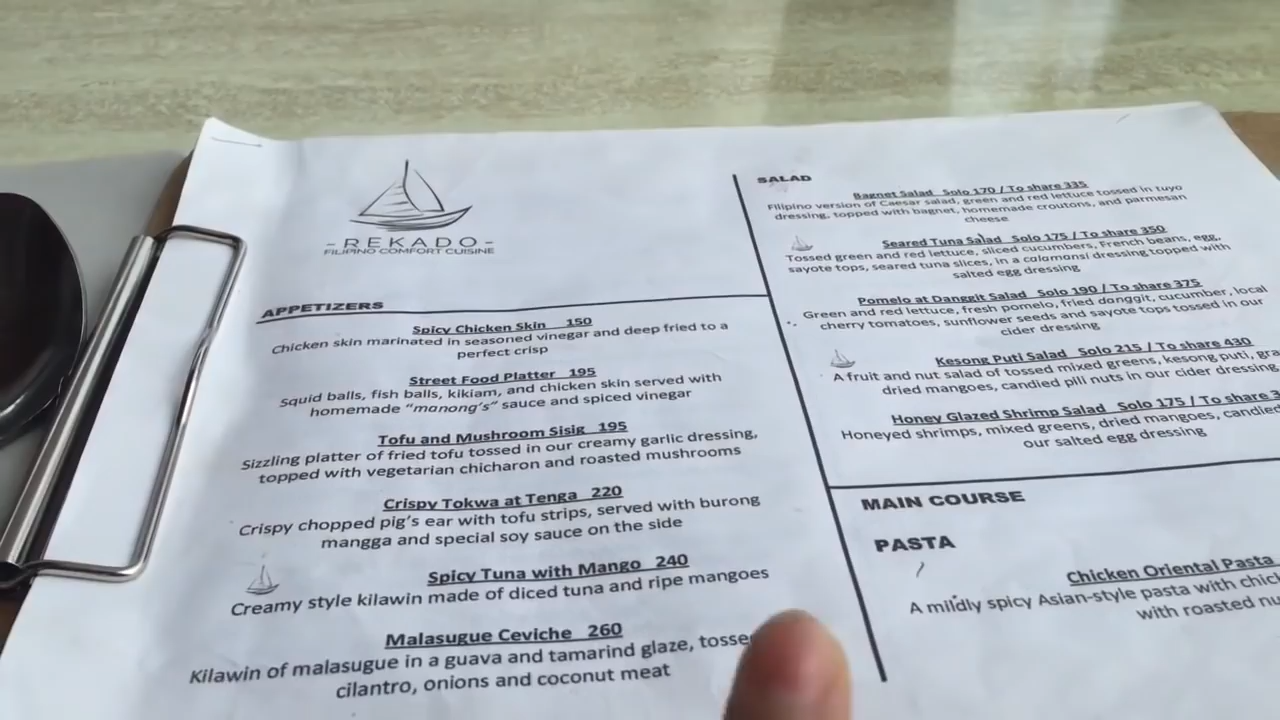 -REKADO-
FILIPINO COMFORT CUISINE
APPETIZERS
Spicy Chicken Skin 150
Chicken skin marinated in seasoned vinegar and deep fried to a
perfect crisp
Street Food Platter 195
Squid balls, fish balls, kikiam, and chicken skin served with
homemade "manong's" sauce and spiced vinegar
Tofu and Mushroom Sisig 195
Sizzling platter of fried tofu tossed in our creamy garlic dressing,
topped with vegetarian chicharon and roasted mushrooms
Crispy Tokwa at Tenga 220
Crispy chopped pig's ear with tofu strips, served with burong
mangga and special soy sauce on the side
Spicy Tuna with Mango 240
Creamy style kilawin made of diced tuna and ripe mangoes
Malasugue Ceviche 260
Kilawin of malasugue in a guava and tamarind glaze,
cilantro, onions and coconut meat
SALAD
Bagnet Salad Solo 170 / To share 335
Filipino version of Caesar salad, green and red lettuce tossed in tuyo
dressing, topped with bagnet, homemade croutons, and parmesan
cheese
Seared Tuna Salad Solo 175 / To share 350
Tossed green and red lettuce, sliced cucumbers, French beans, egg,
sayote tops, seared tuna slices, in a calamansi dressing topped with
salted egg dressing
Pomelo at Danggit Salad Solo 190 / To share 375
Green and red lettuce, fresh pomelo, fried danggit, cucumber, local
cherry tomatoes, sunflower seeds and sayote tops tossed in our
cider dressing
Kesong Puti Salad Solo 215 / To share 430
A fruit and nut salad of tossed mixed greens, kesong puti,
dried mangoes, candied pili nuts in our cider dressing
Honey Glazed Shrimp Salad Solo 175 / To share
Honeyed shrimps, mixed greens, dried mangoes, candied
our salted egg dressing
MAIN COURSE
PASTA
Chicken Oriental Pasta
A mildly spicy Asian-style pasta with
with roasted